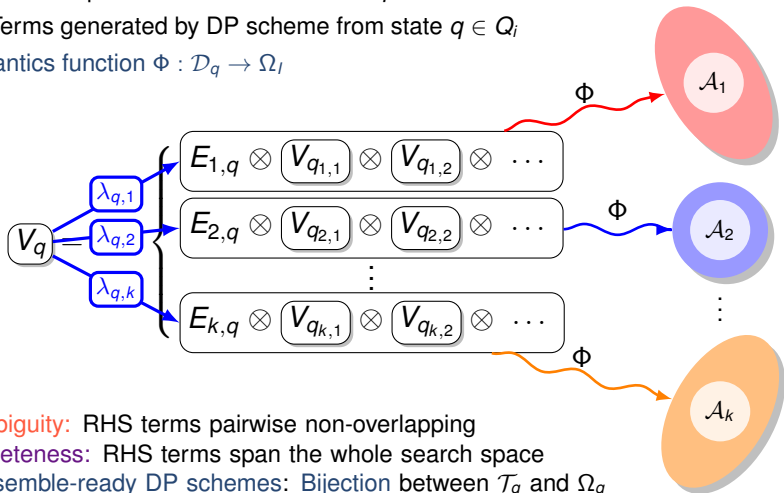 Terms generated by DP scheme from state q ∈ Q_i
antics function Φ : 𝒟_q → Ω_I
Φ
𝒜_1
V_q =
λ_{q,1}
λ_{q,2}
λ_{q,k}
E_{1,q} ⊗ V_{q_{1,1}} ⊗ V_{q_{1,2}} ⊗ ⋯
E_{2,q} ⊗ V_{q_{2,1}} ⊗ V_{q_{2,2}} ⊗ ⋯
Φ
𝒜_2
⋮
⋮
E_{k,q} ⊗ V_{q_{k,1}} ⊗ V_{q_{k,2}} ⊗ ⋯
Φ
𝒜_k
biguity: RHS terms pairwise non-overlapping
eteness: RHS terms span the whole search space
semble-ready DP schemes: Bijection between 𝒯_q and Ω_q